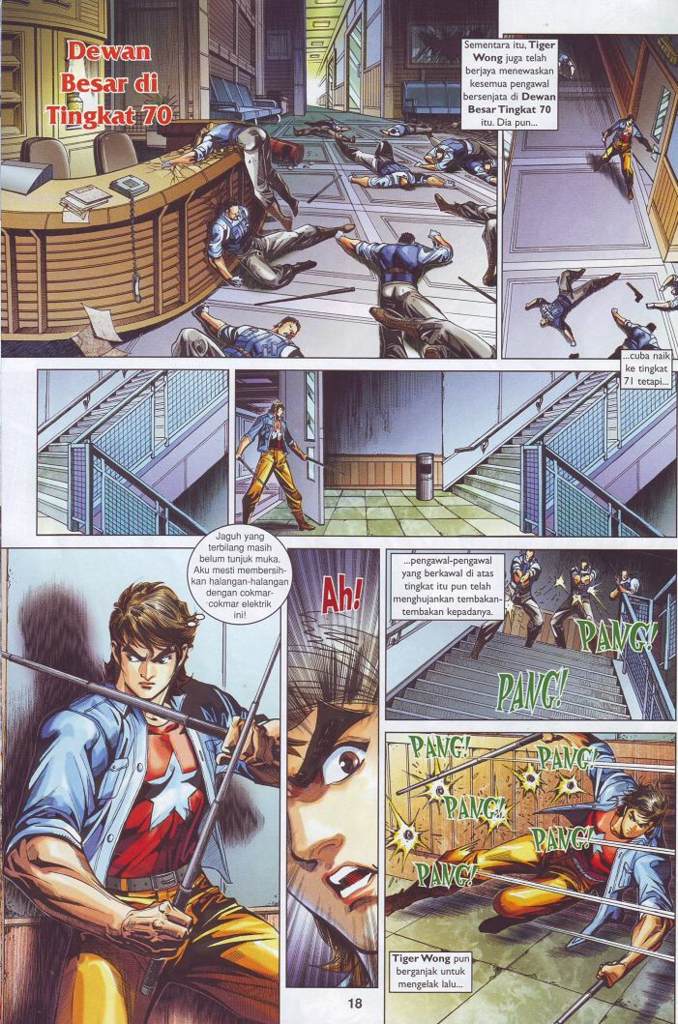 Dewan
Besar di
Tingkat 70
Sementara itu, Tiger
Wong juga telah
berjaya menewaskan
kesemua pengawal
bersenjata di Dewan
Besar Tingkat 70
itu. Dia pun...
...cuba naik
ke tingkat
71 tetapi...
Jaguh yang
terbilang masih
belum tunjuk muka.
Aku mesti membersih-
kan halangan-halangan
dengan cokmar-
cokmar elektrik
ini!
Ah!
...pengawal-pengawal
yang berkawal di atas
tingkat itu pun telah
menghujankan tembakan-
tembakan kepadanya.
PANG!
PANG!
PANG!
PANG!
PANG!
PANG!
PANG!
Tiger Wong pun
berganjak untuk
mengelak lalu...
18